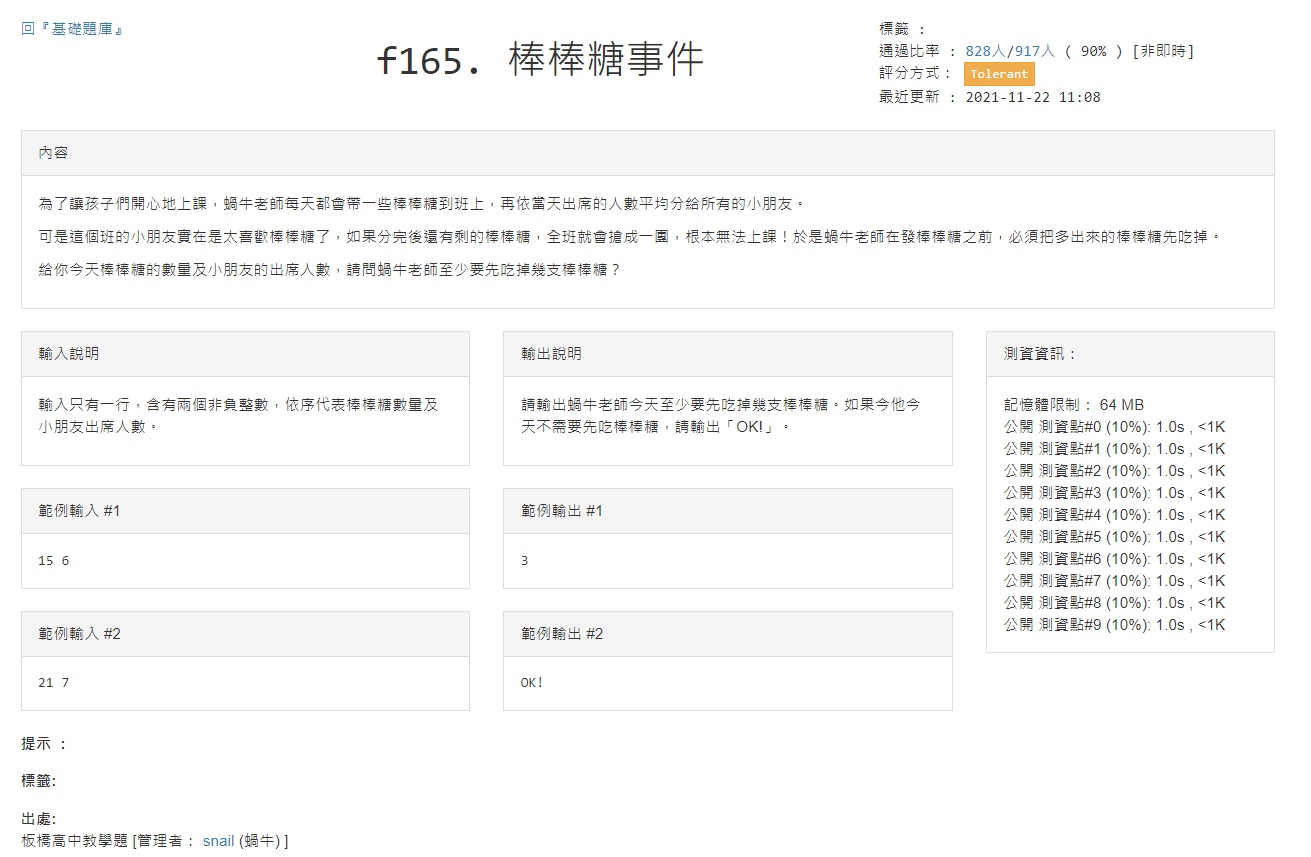 回『基礎題庫』
f165. 棒棒糖事件
標籤 :
通過比率 : 828人/917人 ( 90% ) [非即時]
評分方式 : Tolerant
最近更新 : 2021-11-22 11:08
內容
為了讓孩子們開心地上課，蝸牛老師每天都會帶一些棒棒糖到班上，再依當天出席的人數平均分給所有的小朋友。
可是這個班的小朋友實在是太喜歡棒棒糖了，如果分完後還有剩的棒棒糖，全班就會搶成一團，根本無法上課！於是蝸牛老師在發棒棒糖之前，必須把多出來的棒棒糖先吃掉。
給你今天棒棒糖的數量及小朋友的出席人數，請問蝸牛老師至少要先吃掉幾支棒棒糖？
輸入說明
輸入只有一行，含有兩個非負整數，依序代表棒棒糖數量及
小朋友出席人數。
輸出說明
請輸出蝸牛老師今天至少要先吃掉幾支棒棒糖。如果今他今
天不需要先吃棒棒糖，請輸出「OK!」。
測資資訊：
記憶體限制： 64 MB
公開 測資點#0 (10%): 1.0s , <1K
公開 測資點#1 (10%): 1.0s , <1K
公開 測資點#2 (10%): 1.0s , <1K
公開 測資點#3 (10%): 1.0s , <1K
公開 測資點#4 (10%): 1.0s , <1K
公開 測資點#5 (10%): 1.0s , <1K
公開 測資點#6 (10%): 1.0s , <1K
公開 測資點#7 (10%): 1.0s , <1K
公開 測資點#8 (10%): 1.0s , <1K
公開 測資點#9 (10%): 1.0s , <1K
範例輸入 #1
15 6
範例輸出 #1
3
範例輸入 #2
21 7
範例輸出 #2
OK!
提示 :
標籤:
出處:
板橋高中教學題 [管理者： snail (蝸牛) ]